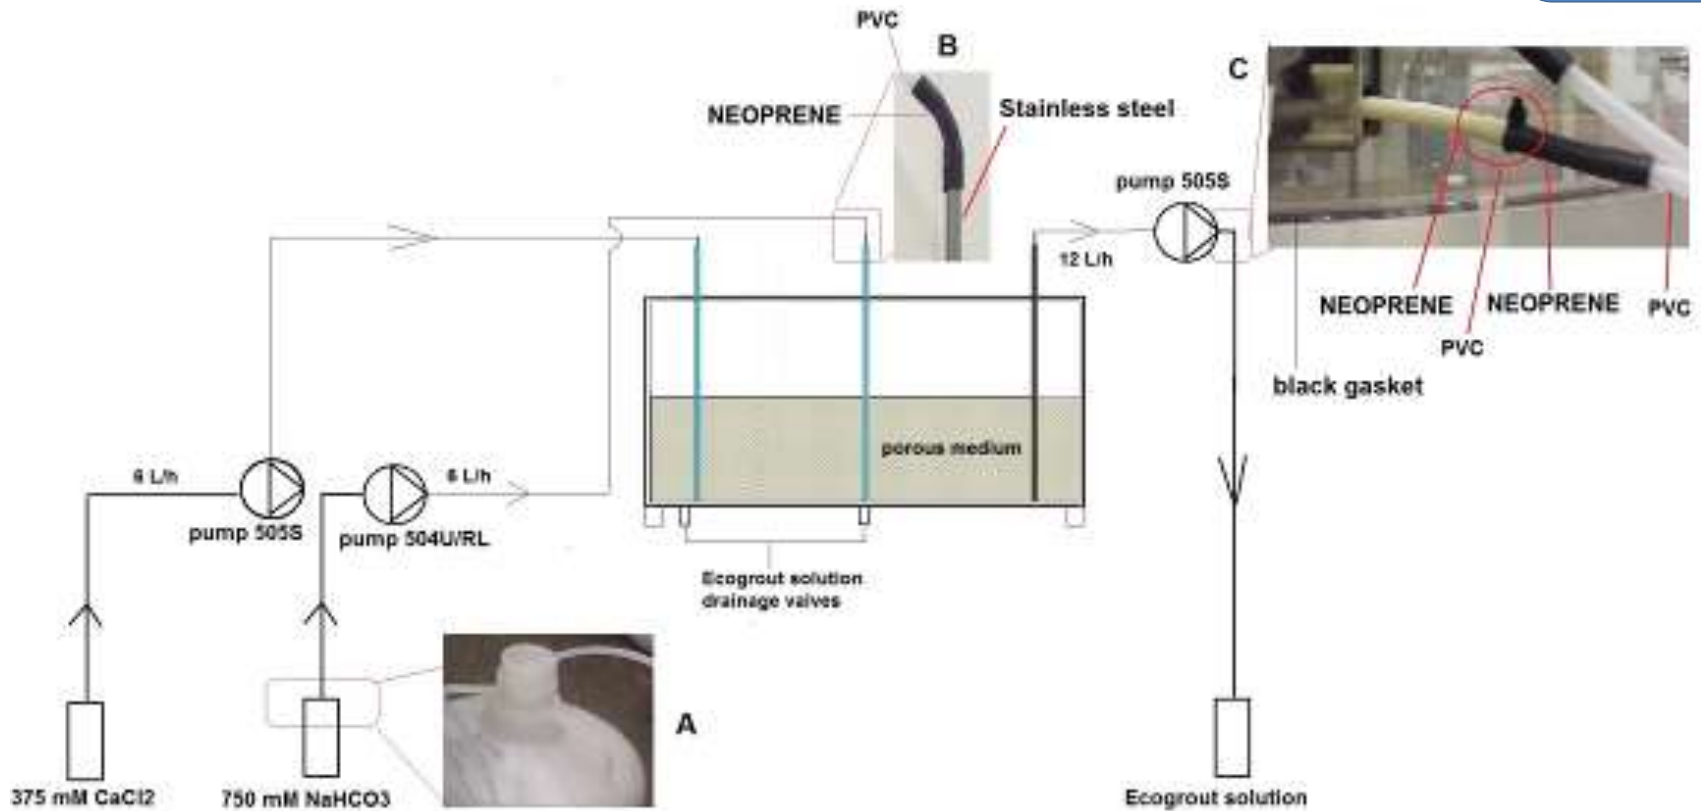 PVC
B
C
NEOPRENE
Stainless steel
pump 505S
12 L/h
NEOPRENE
NEOPRENE
PVC
PVC
black gasket
porous medium
6 L/h
6 L/h
pump 505S
pump 504U/RL
Ecogrout solution
drainage valves
A
375 mM CaCl2
750 mM NaHCO3
Ecogrout solution